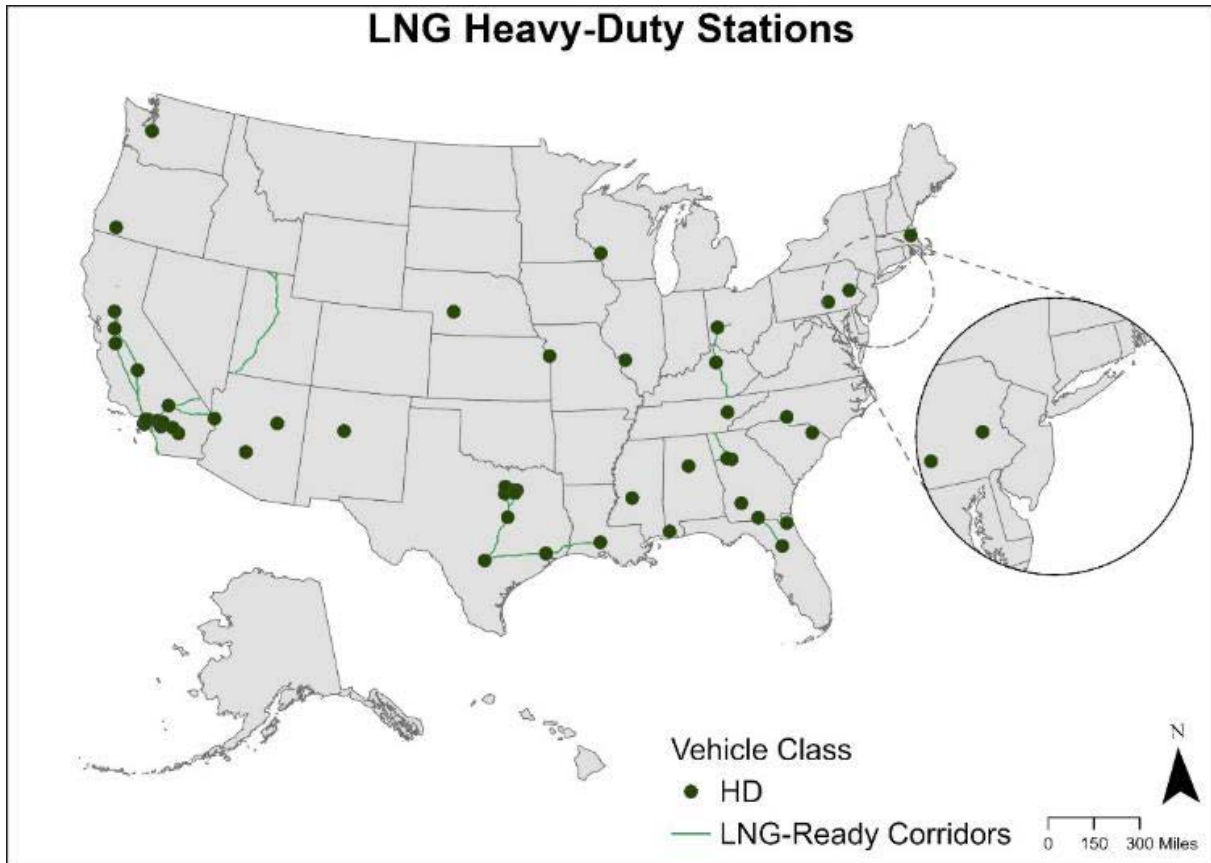 LNG Heavy-Duty Stations
Vehicle Class
HD
LNG-Ready Corridors
N
0 150 300 Miles